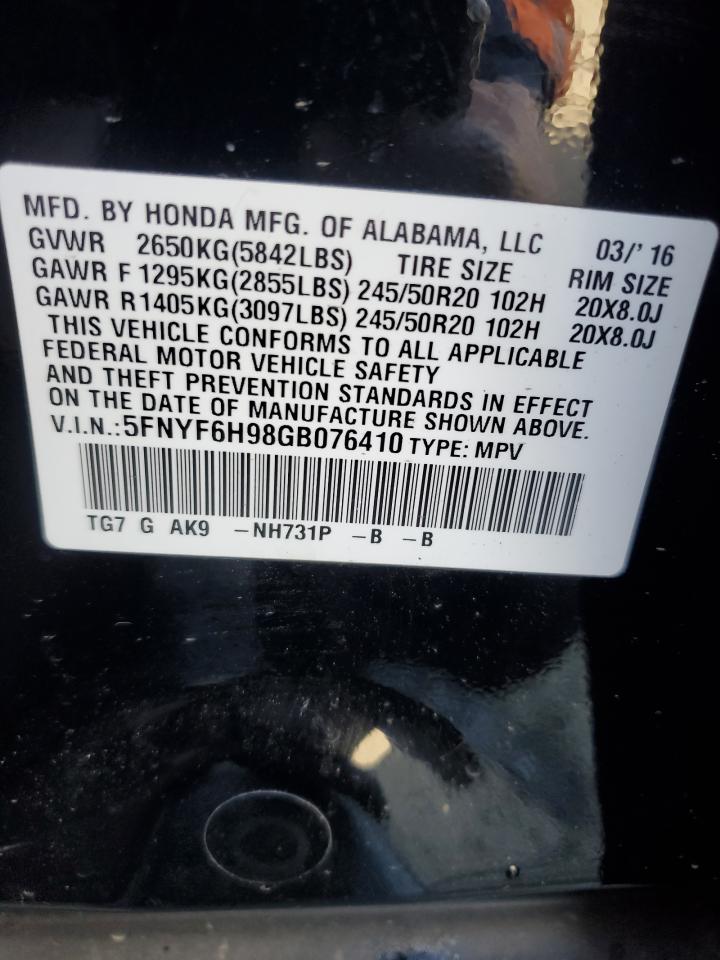 MFD. BY HONDA MFG. OF ALABAMA, LLC 03/'16
GVWR 2650KG(5842LBS) TIRE SIZE RIM SIZE
GAWR F 1295KG(2855LBS) 245/50R20 102H 20X8.0J
GAWR R 1405KG(3097LBS) 245/50R20 102H 20X8.0J
THIS VEHICLE CONFORMS TO ALL APPLICABLE
FEDERAL MOTOR VEHICLE SAFETY
AND THEFT PREVENTION STANDARDS IN EFFECT
ON THE DATE OF MANUFACTURE SHOWN ABOVE.
V.I.N.:5FNYF6H98GB076410 TYPE: MPV
TG7 G AK9 –NH731P –B –B